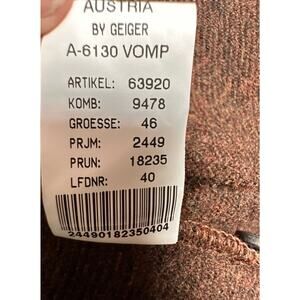 AUSTRIA
BY GEIGER
A-6130 VOMP
ARTIKEL: 63920
KOMB: 9478
GROESSE: 46
PRJM: 2449
PRUN: 18235
LFDNR: 40
24490182350404